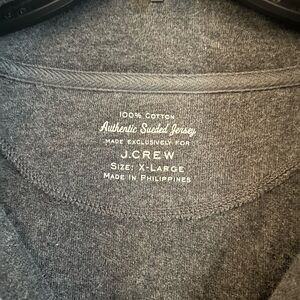 100% COTTON
Authentic Sueded Jersey
MADE EXCLUSIVELY FOR
J.CREW
SIZE: X-LARGE
MADE IN PHILIPPINES